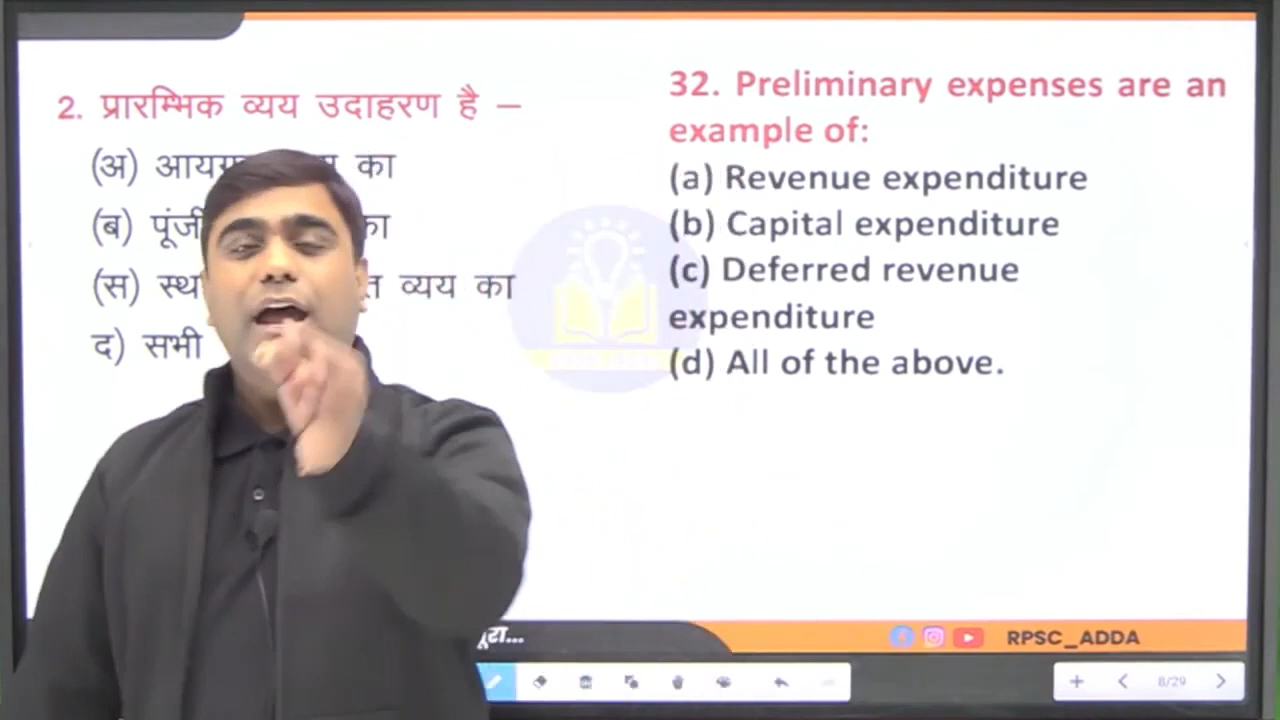 2. प्रारम्भिक व्यय उदाहरण है –
(अ) का
(ब)
(स) व्यय का
द) सभी
32. Preliminary expenses are an
example of:
(a) Revenue expenditure
(b) Capital expenditure
(c) Deferred revenue
expenditure
(d) All of the above.
RPSC_ADDA
8/29